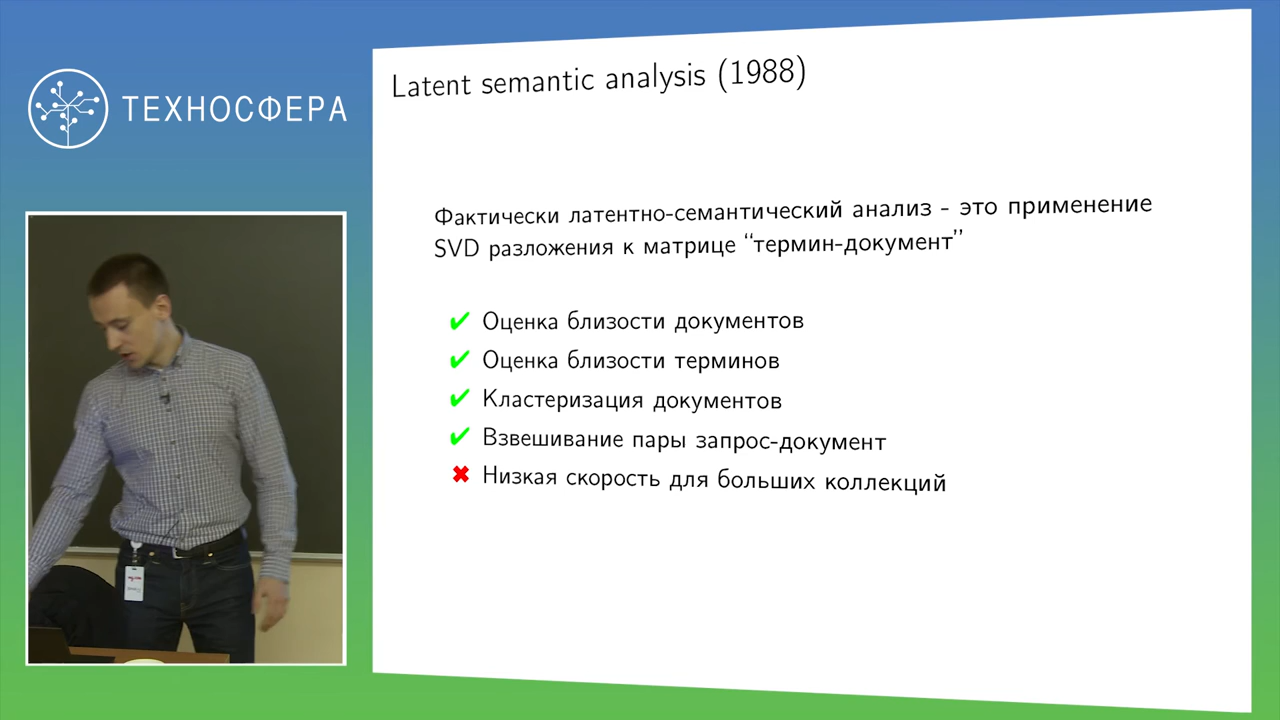 ТЕХНОСФЕРА
Latent semantic analysis (1988)
Фактически латентно-семантический анализ - это применение
SVD разложения к матрице “термин-документ”
✔ Оценка близости документов
✔ Оценка близости терминов
✔ Кластеризация документов
✔ Взвешивание пары запрос-документ
✖ Низкая скорость для больших коллекций